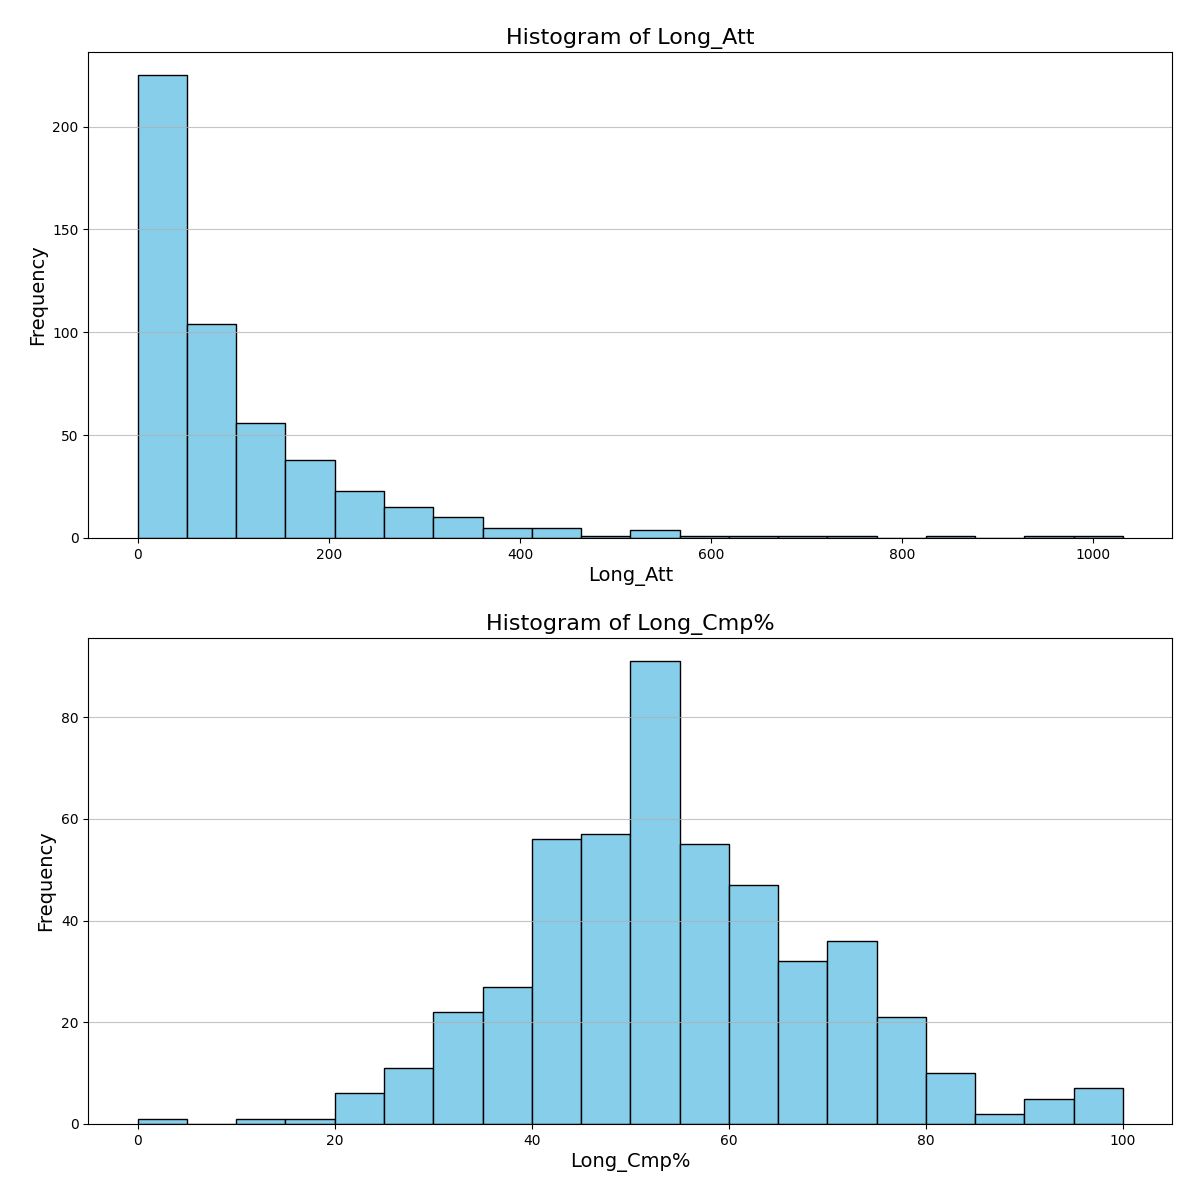 Histogram of Long_Att
Frequency
200
150
100
50
0
0 200 400 600 800 1000
Long_Att
Histogram of Long_Cmp%
Frequency
80
60
40
20
0
0 20 40 60 80 100
Long_Cmp%